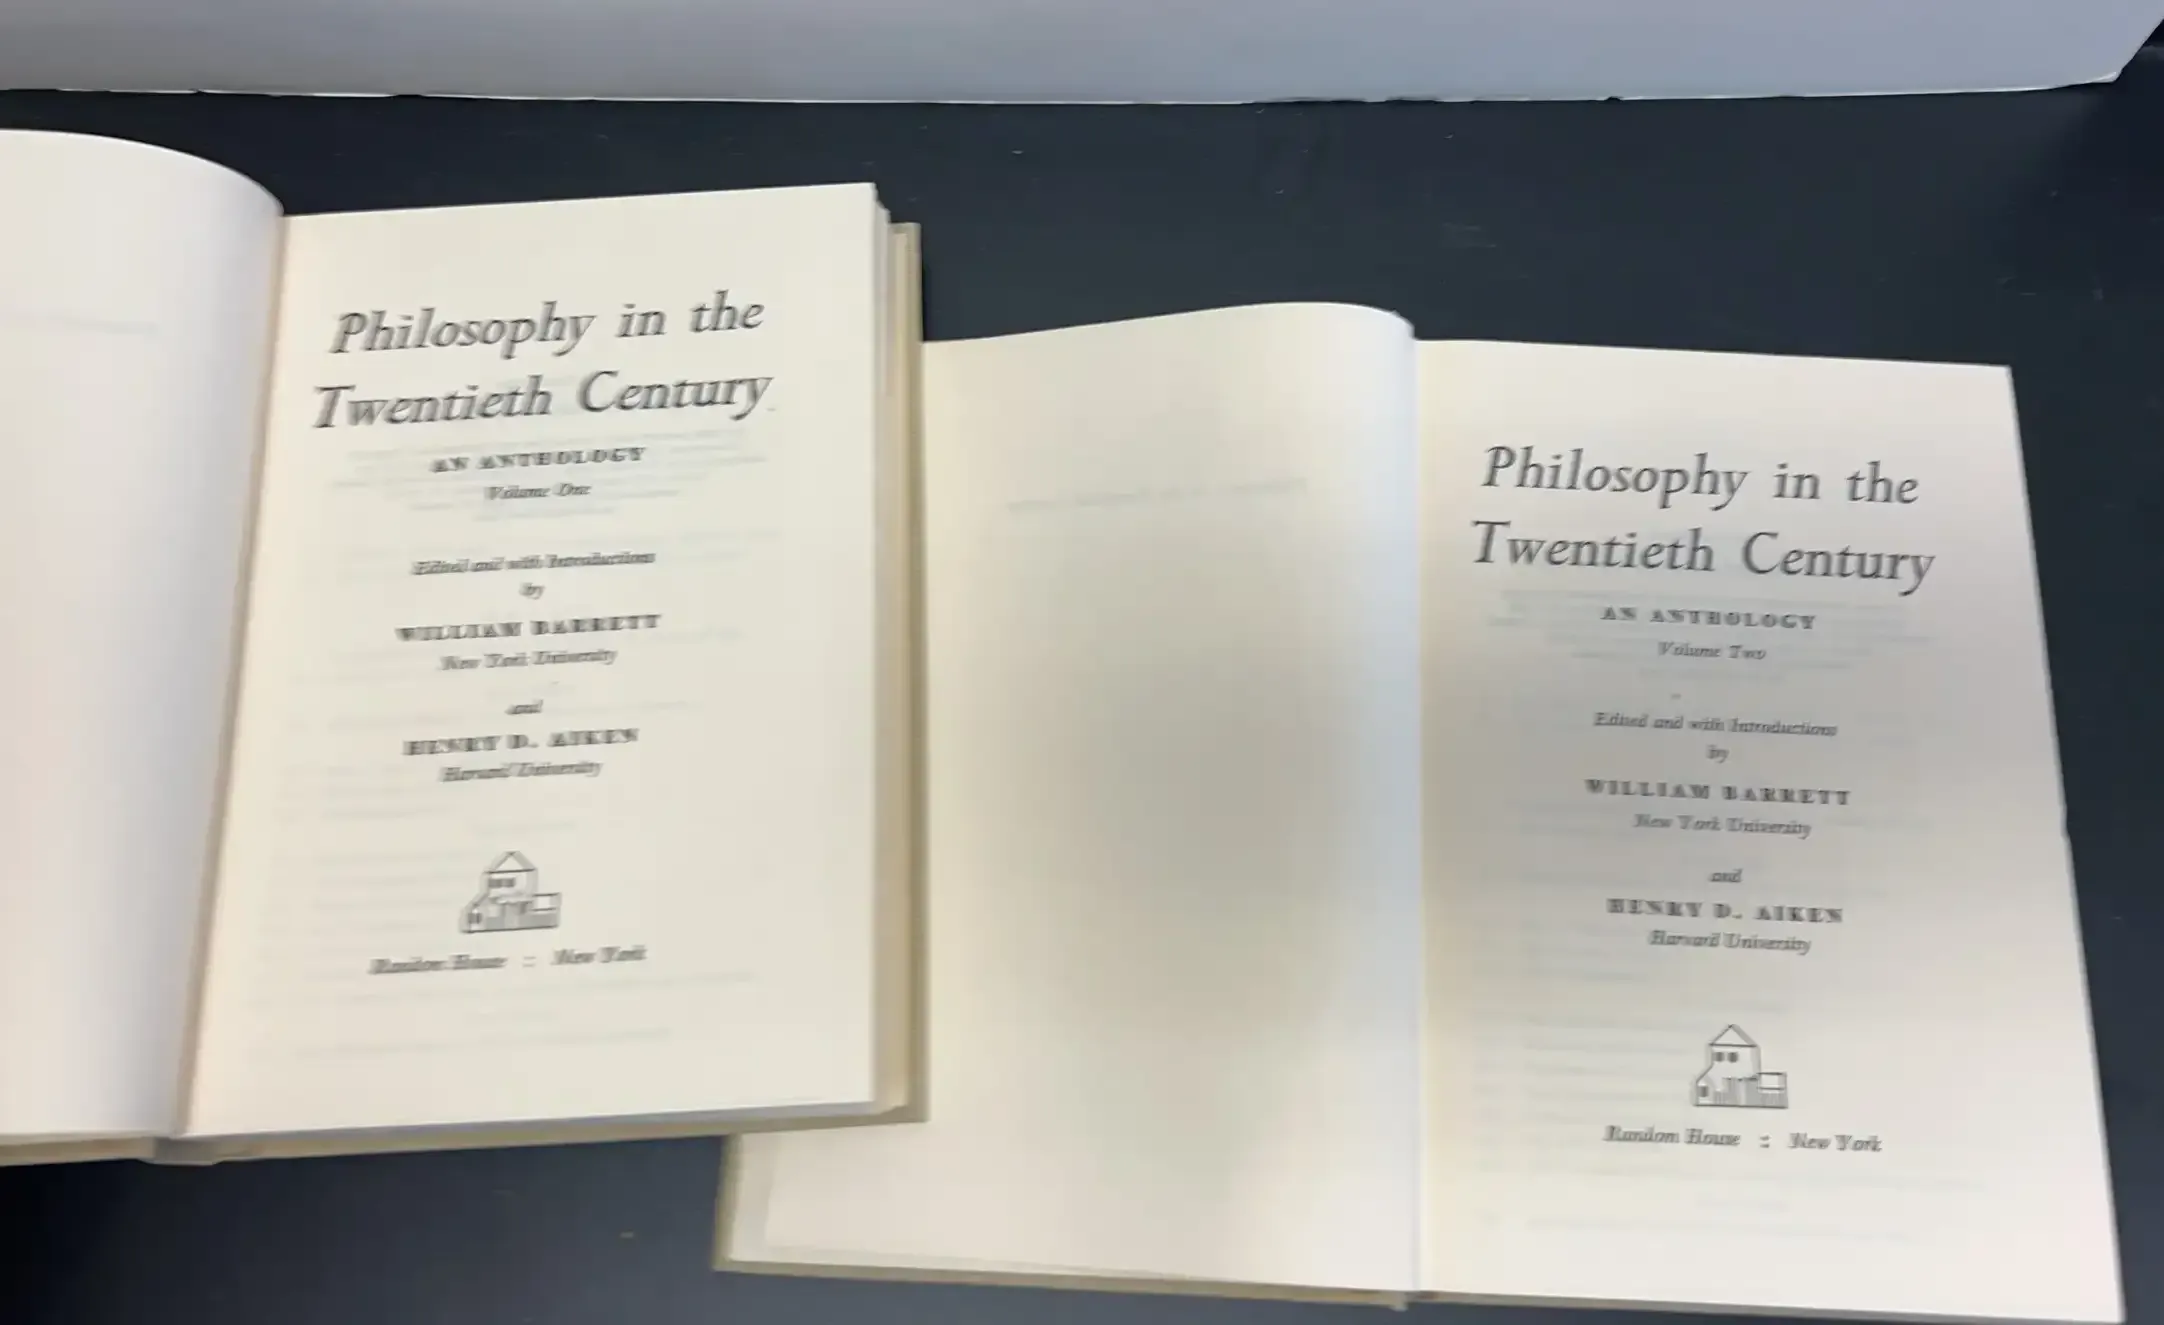 Philosophy in the
Twentieth Century
AN ANTHOLOGY
Volume One
Edited and with Introductions
by
WILLIAM BARRETT
New York University
and
HENRY D. AIKEN
Harvard University
Random House :: New York
Philosophy in the
Twentieth Century
AN ANTHOLOGY
Volume Two
Edited and with Introductions
by
WILLIAM BARRETT
New York University
and
HENRY D. AIKEN
Harvard University
Random House :: New York